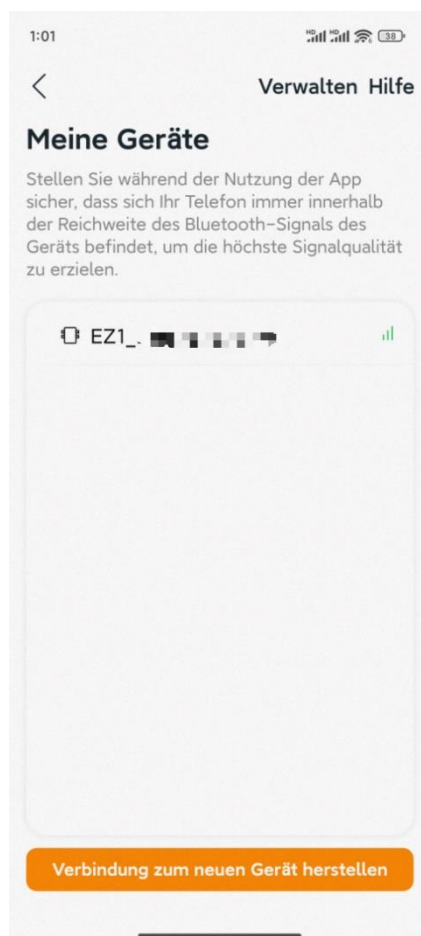 1:01
HD HD 38
Verwalten Hilfe
Meine Geräte
Stellen Sie während der Nutzung der App
sicher, dass sich Ihr Telefon immer innerhalb
der Reichweite des Bluetooth-Signals des
Geräts befindet, um die höchste Signalqualität
zu erzielen.
EZ1_
Verbindung zum neuen Gerät herstellen